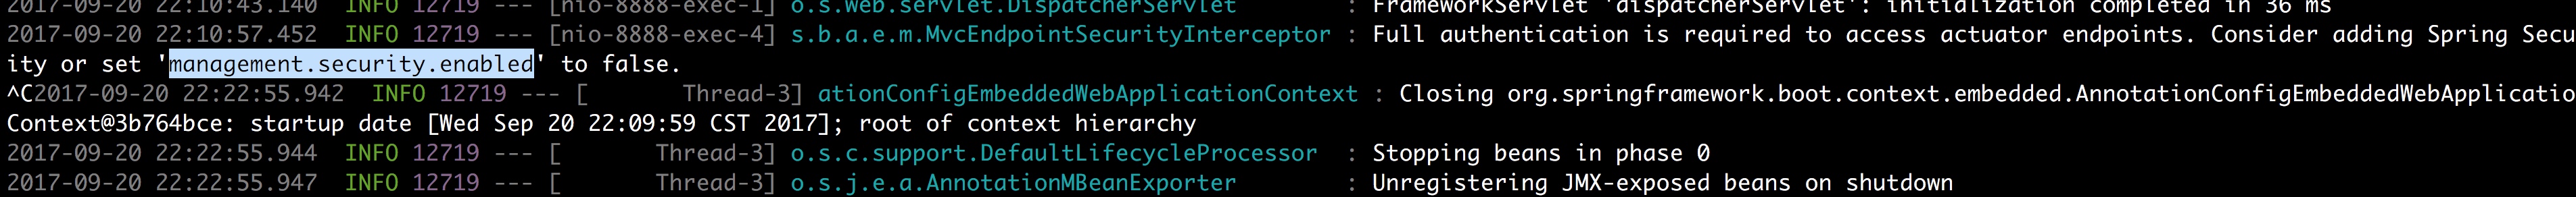 2017-09-20 22:10:43.140  INFO 12719 --- [nio-8888-exec-1] o.s.web.servlet.DispatcherServlet        : FrameworkServlet 'dispatcherServlet': initialization completed in 36 ms
2017-09-20 22:10:57.452  INFO 12719 --- [nio-8888-exec-4] s.b.a.e.m.MvcEndpointSecurityInterceptor : Full authentication is required to access actuator endpoints. Consider adding Spring Secu
ity or set 'management.security.enabled' to false.
^C2017-09-20 22:22:55.942  INFO 12719 --- [       Thread-3] ationConfigEmbeddedWebApplicationContext : Closing org.springframework.boot.context.embedded.AnnotationConfigEmbeddedWebApplicatio
Context@3b764bce: startup date [Wed Sep 20 22:09:59 CST 2017]; root of context hierarchy
2017-09-20 22:22:55.944  INFO 12719 --- [       Thread-3] o.s.c.support.DefaultLifecycleProcessor  : Stopping beans in phase 0
2017-09-20 22:22:55.947  INFO 12719 --- [       Thread-3] o.s.j.e.a.AnnotationMBeanExporter        : Unregistering JMX-exposed beans on shutdown